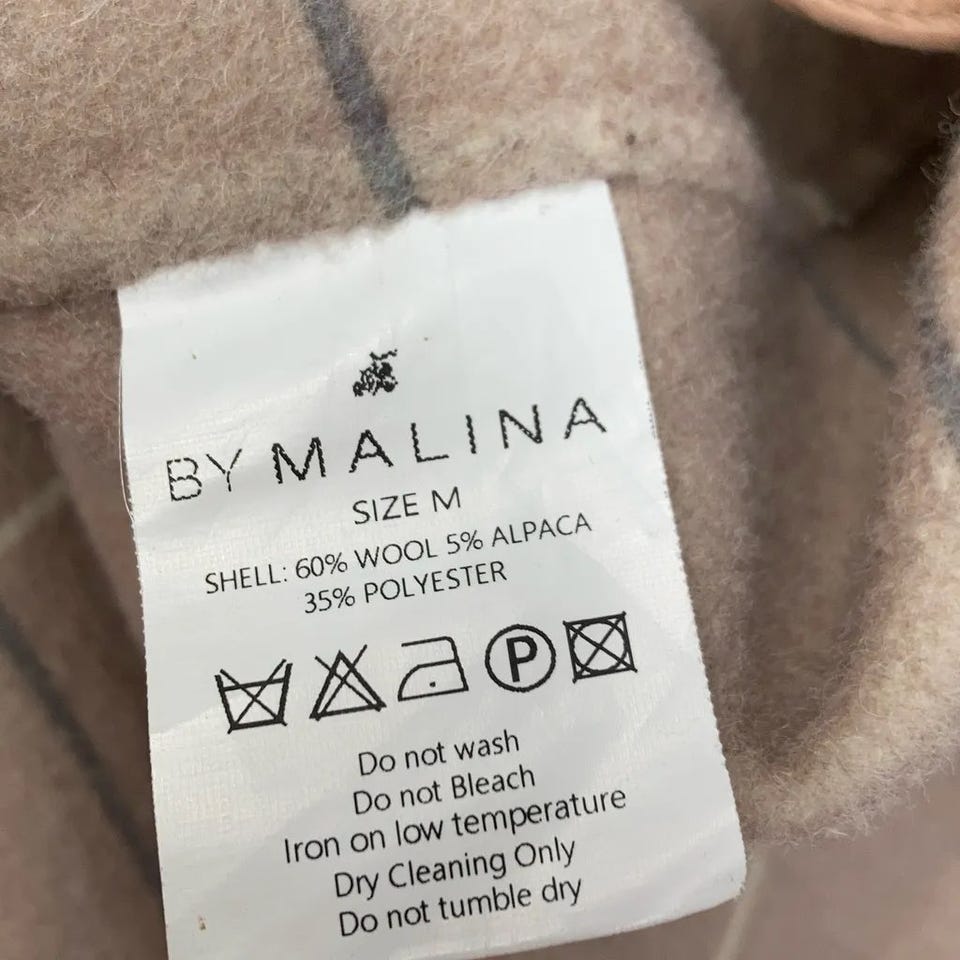 BY MALINA
SIZE M
SHELL: 60% WOOL 5% ALPACA
35% POLYESTER
P
Do not wash
Do not Bleach
Iron on low temperature
Dry Cleaning Only
Do not tumble dry